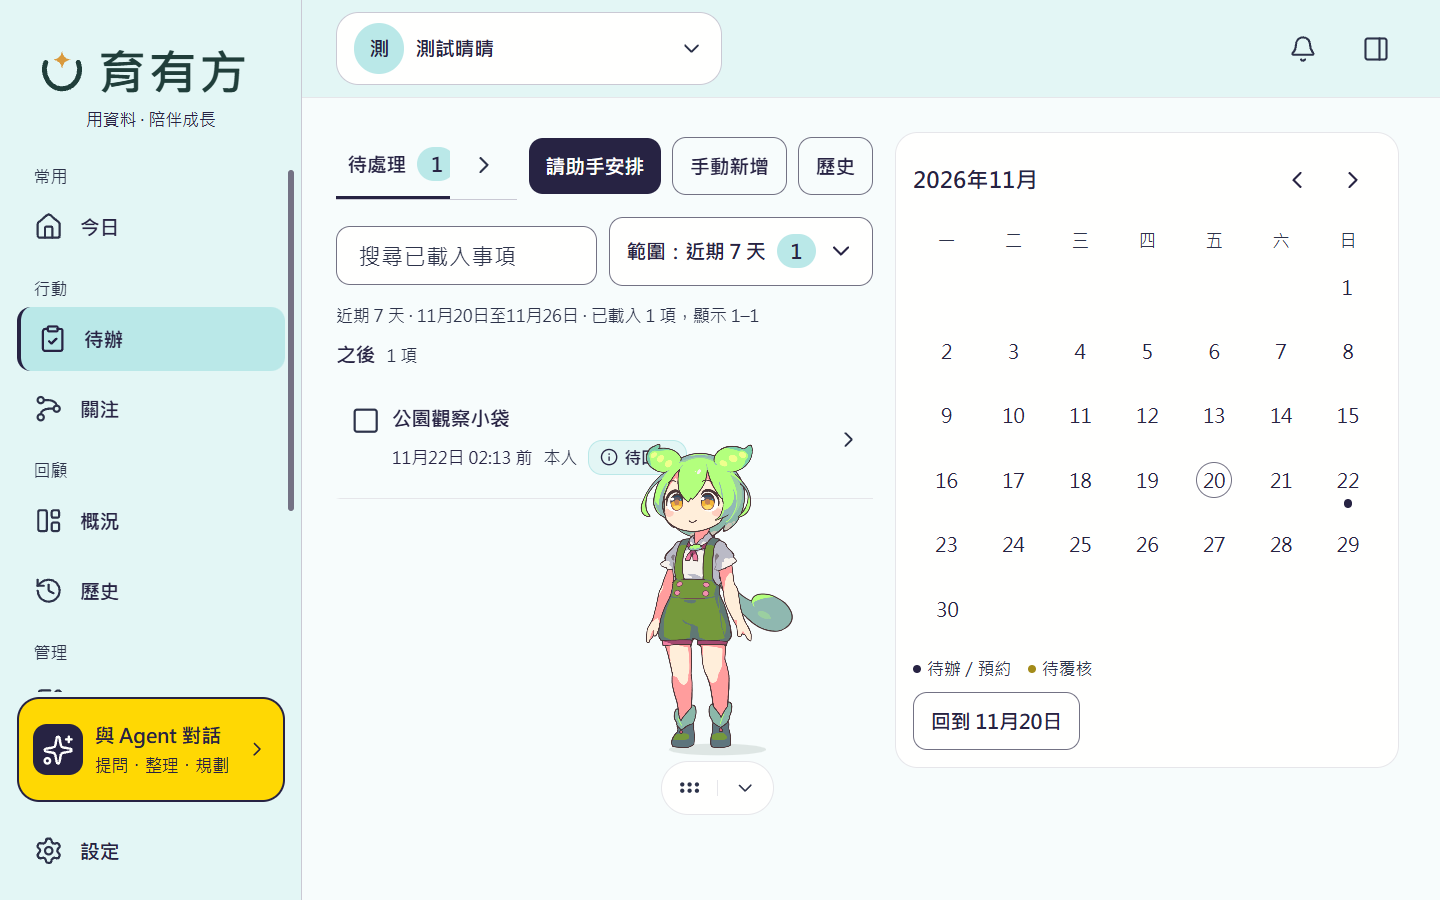 育有方
用資料 · 陪伴成長
常用
今日
行動
待辦
關注
回顧
概況
歷史
管理
與 Agent 對話
提問 · 整理 · 規劃
設定
測 測試晴晴
待處理 1
請助手安排
手動新增
歷史
搜尋已載入事項
範圍：近期 7 天 1
近期 7 天 · 11月20日至11月26日 · 已載入 1 項，顯示 1–1
之後 1 項
公園觀察小袋
11月22日 02:13 前 本人 待
2026年11月
一 二 三 四 五 六 日
1
2 3 4 5 6 7 8
9 10 11 12 13 14 15
16 17 18 19 20 21 22
23 24 25 26 27 28 29
30
待辦 / 預約 待覆核
回到 11月20日